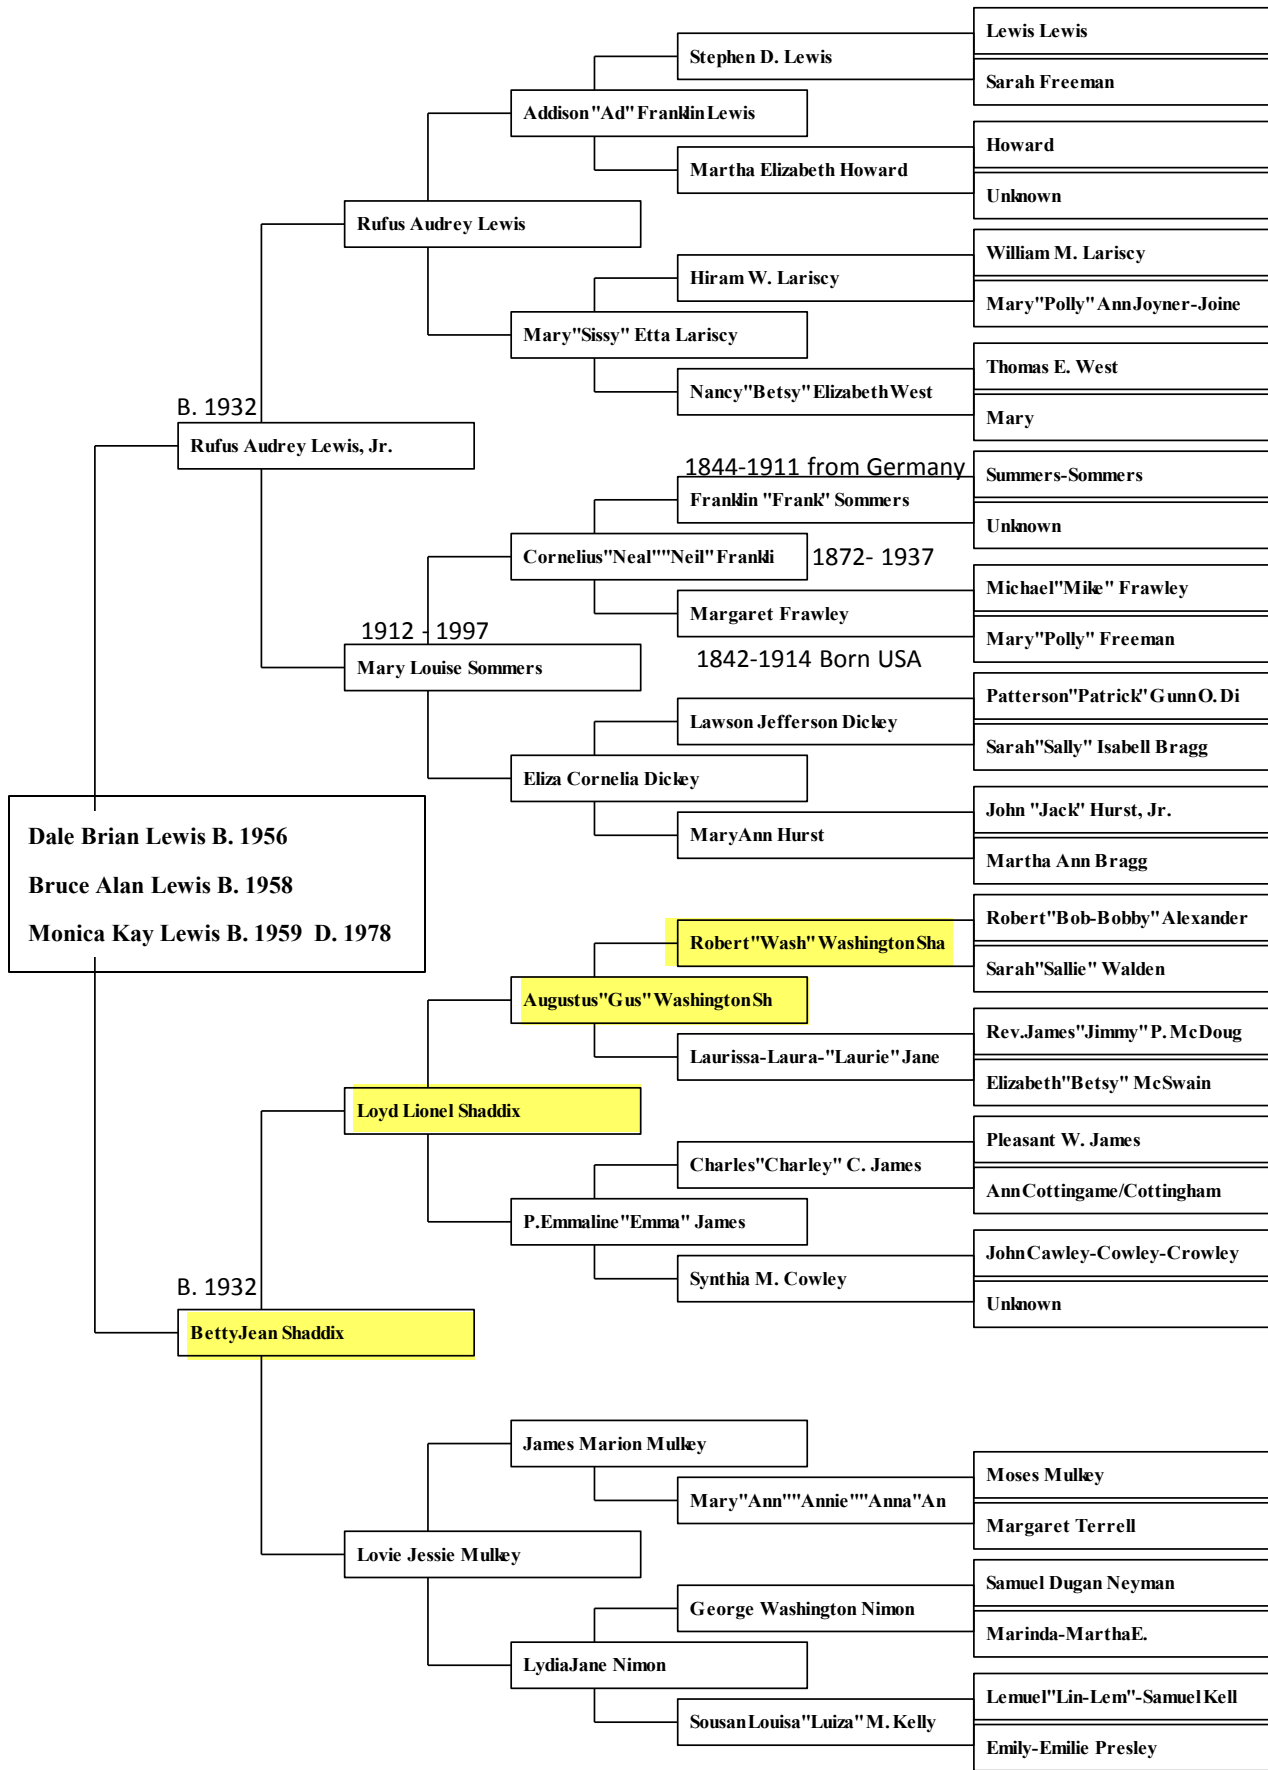 Lewis Lewis
Stephen D. Lewis
Sarah Freeman
Addison"Ad" Franklin Lewis
Howard
Martha Elizabeth Howard
Unknown
Rufus Audrey Lewis
William M. Lariscy
Hiram W. Lariscy
Mary"Polly" Ann Joyner-Joine
Mary"Sissy" Etta Lariscy
Thomas E. West
Nancy"Betsy" Elizabeth West
Mary
B. 1932
Rufus Audrey Lewis, Jr.
1844-1911 from Germany
Summers-Sommers
Franklin "Frank" Sommers
Unknown
Cornelius"Neal""Neil" Frankli
1872- 1937
Michael"Mike" Frawley
Margaret Frawley
Mary"Polly" Freeman
1842-1914 Born USA
1912 - 1997
Mary Louise Sommers
Patterson"Patrick" Gunn O. Di
Lawson Jefferson Dickey
Sarah"Sally" Isabell Bragg
Eliza Cornelia Dickey
John "Jack" Hurst, Jr.
Mary Ann Hurst
Martha Ann Bragg
Dale Brian Lewis B. 1956
Bruce Alan Lewis B. 1958
Monica Kay Lewis B. 1959 D. 1978
Robert"Bob-Bobby" Alexander
Robert"Wash" Washington Sha
Sarah"Sallie" Walden
Augustus"Gus" Washington Sh
Rev.James"Jimmy" P. McDoug
Laurissa-Laura-"Laurie" Jane
Elizabeth"Betsy" McSwain
Loyd Lionel Shaddix
Pleasant W. James
Charles"Charley" C. James
Ann Cottingame/Cottingham
P.Emmaline"Emma" James
John Cawley-Cowley-Crowley
Synthia M. Cowley
Unknown
B. 1932
Betty Jean Shaddix
James Marion Mulkey
Moses Mulkey
Mary"Ann""Annie""Anna"An
Margaret Terrell
Lovie Jessie Mulkey
Samuel Dugan Neyman
George Washington Nimon
Marinda-Martha E.
Lydia Jane Nimon
Lemuel"Lin-Lem"-Samuel Kell
Sousan Louisa"Luiza" M. Kelly
Emily-Emilie Presley